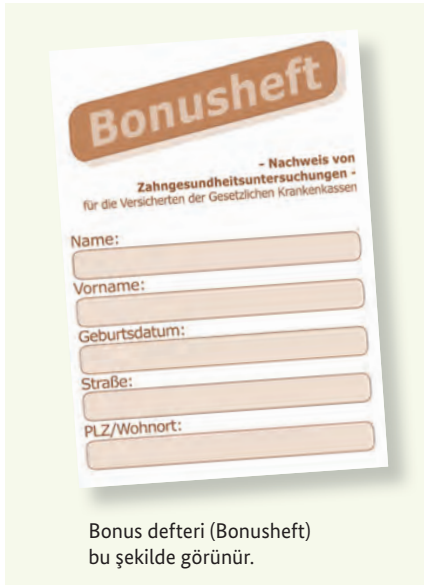 Bonusheft
- Nachweis von
Zahngesundheitsuntersuchungen -
für die Versicherten der Gesetzlichen Krankenkassen
Name:
Vorname:
Geburtsdatum:
Straße:
PLZ/Wohnort:
Bonus defteri (Bonusheft)
bu şekilde görünür.